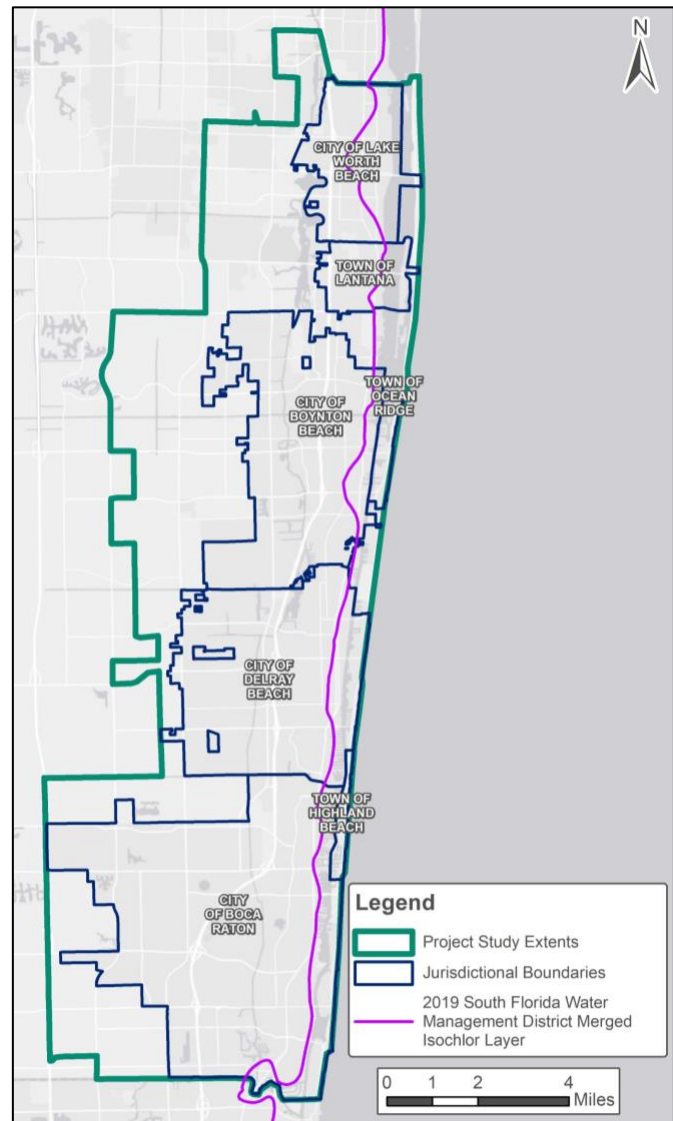 N
CITY OF LAKE
WORTH
BEACH
TOWN OF
LANTANA
TOWN OF
OCEAN
RIDGE
CITY OF
BOYNTON
BEACH
CITY OF
DELRAY
BEACH
TOWN OF
HIGHLAND
BEACH
CITY
OF BOCA
RATON
Legend
Project Study Extents
Jurisdictional Boundaries
2019 South Florida Water
Management District Merged
Isochlor Layer
0 1 2 4
Miles